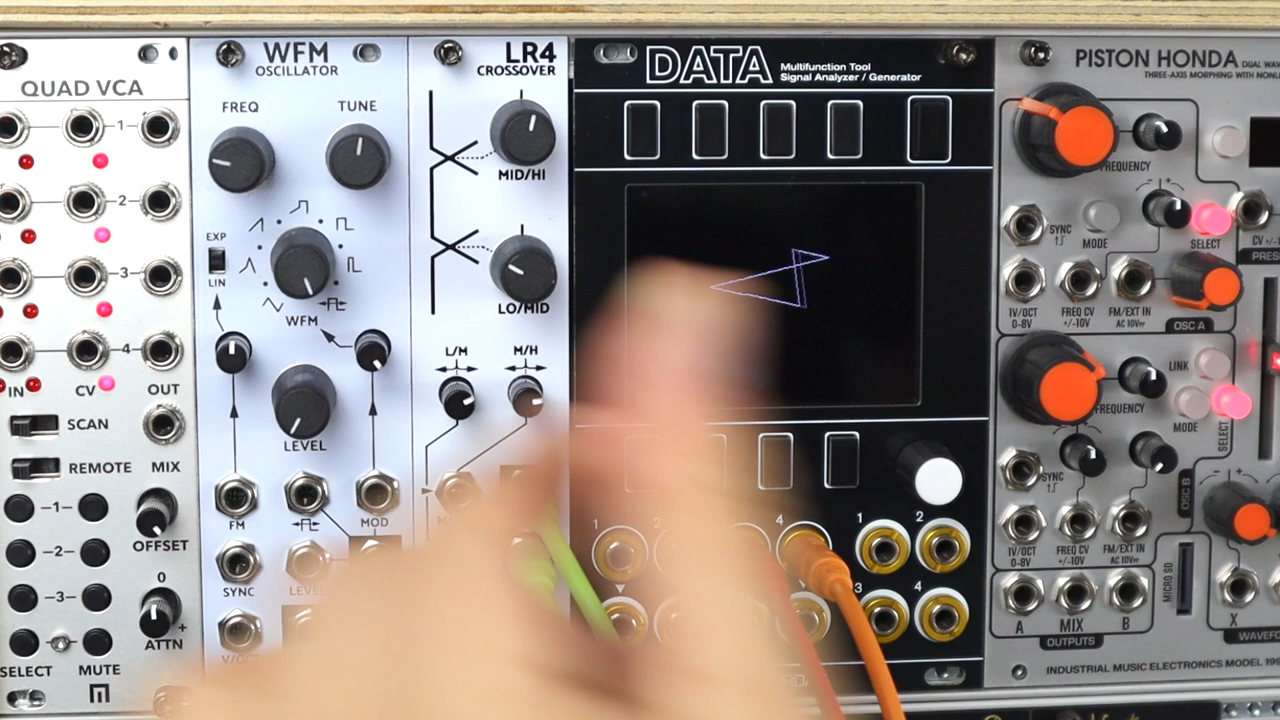 QUAD VCA
1
2
3
4
IN
CV
OUT
SCAN
REMOTE
MIX
1
2
3
OFFSET
0
+
ATTN
SELECT
MUTE
WFM
OSCILLATOR
FREQ
TUNE
EXP
LIN
WFM
LEVEL
FM
MOD
SYNC
LEVEL
V/OCT
LR4
CROSSOVER
MID/HI
LO/MID
L/M
M/H
DATA
Multifunction Tool
Signal Analyzer / Generator
1
2
4
1
2
3
4
PISTON HONDA
THREE-AXIS MORPHING WITH
FREQUENCY
SYNC
MODE
SELECT
CV +/-
1V/OCT
0-8V
FREQ CV
+/-10V
FM/EXT IN
AC 10Vpp
OSC A
LINK
FREQUENCY
MODE
SELECT
SYNC
OSC B
1V/OCT
0-8V
FREQ CV
+/-10V
FM/EXT IN
AC 10Vpp
MICRO SD
A
MIX
B
X
OUTPUTS
INDUSTRIAL MUSIC ELECTRONICS MODEL